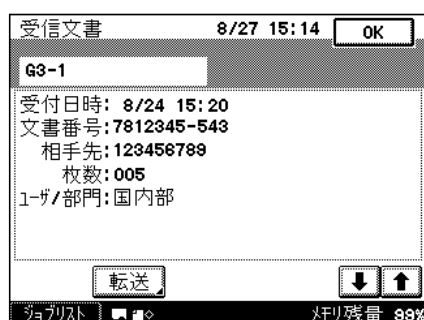 受信文書 8/27 15:14 OK
G3-1
受付日時: 8/24 15:20
文書番号:7812345-543
相手先:123456789
枚数:005
ﾕｰｻﾞ/部門:国内部
転送
ｼﾞｮﾌﾞﾘｽﾄ ﾒﾓﾘ残量 99%